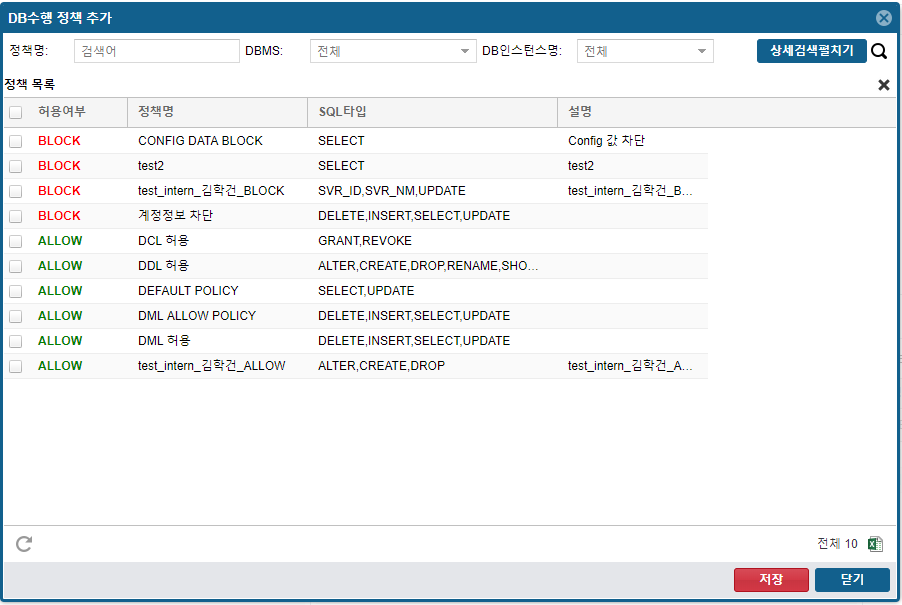 DB수행 정책 추가
정책명: 검색어 DBMS: 전체 DB인스턴스명: 전체 상세검색펼치기
정책 목록
허용여부 정책명 SQL타입 설명
BLOCK CONFIG DATA BLOCK SELECT Config 값 차단
BLOCK test2 SELECT test2
BLOCK test_intern_김학건_BLOCK SVR_ID,SVR_NM,UPDATE test_intern_김학건_B...
BLOCK 계정정보 차단 DELETE,INSERT,SELECT,UPDATE
ALLOW DCL 허용 GRANT,REVOKE
ALLOW DDL 허용 ALTER,CREATE,DROP,RENAME,SHO...
ALLOW DEFAULT POLICY SELECT,UPDATE
ALLOW DML ALLOW POLICY DELETE,INSERT,SELECT,UPDATE
ALLOW DML 허용 DELETE,INSERT,SELECT,UPDATE
ALLOW test_intern_김학건_ALLOW ALTER,CREATE,DROP test_intern_김학건_A...
전체 10
저장 닫기